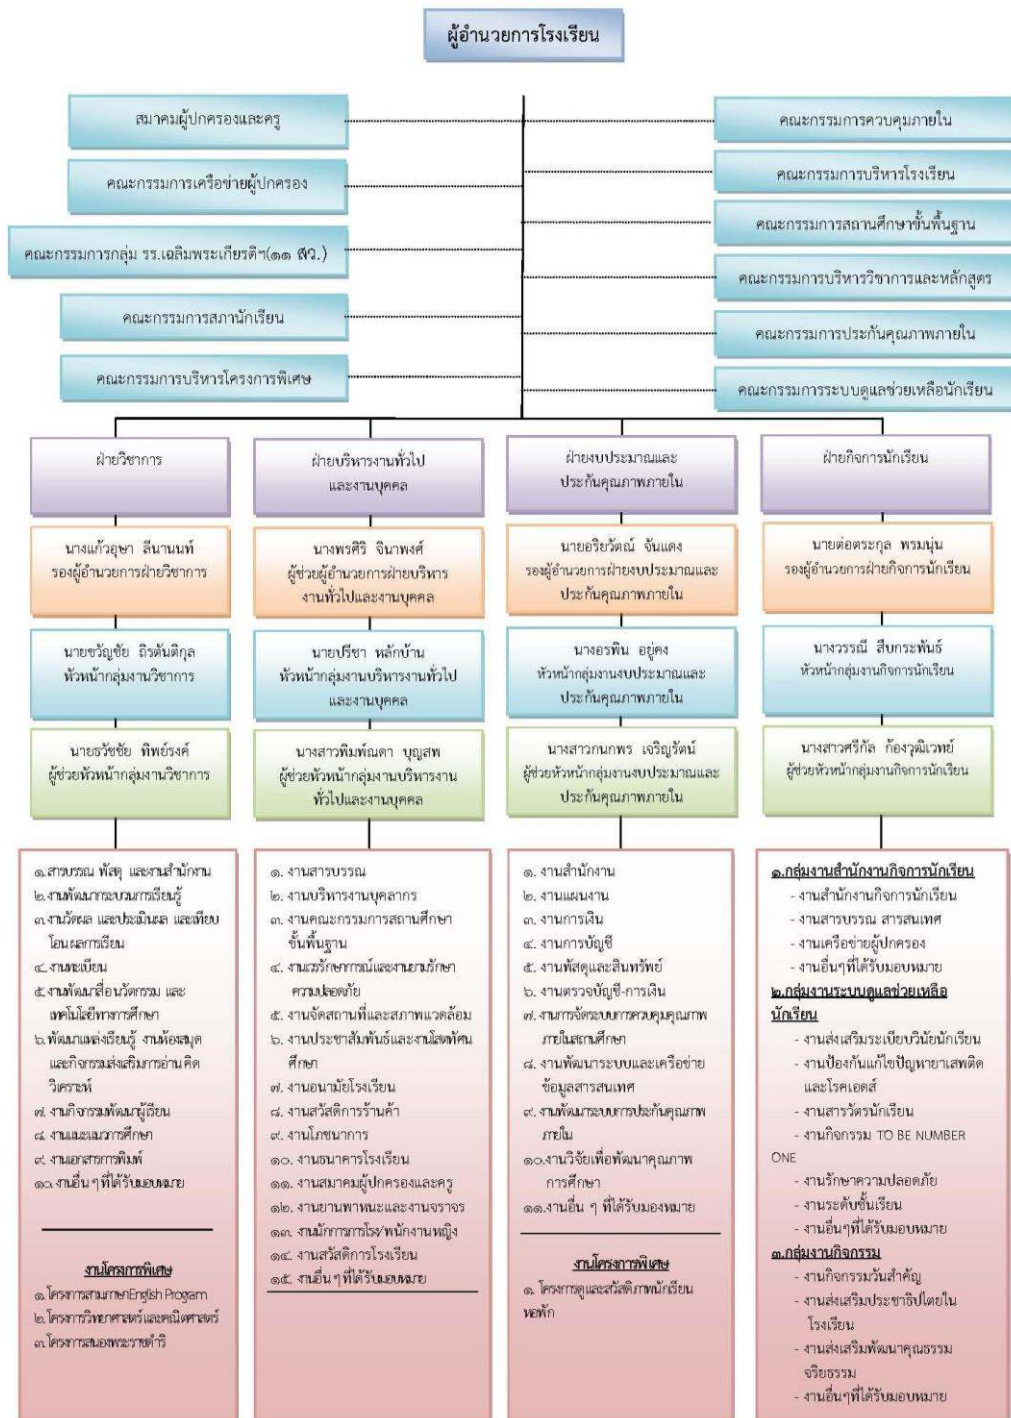 ผู้อำนวยการโรงเรียน
สมาคมผู้ปกครองและครู
คณะกรรมการเครือข่ายผู้ปกครอง
คณะกรรมการกลุ่ม รร.เฉลิมพระเกียรติฯ(๑๑ สว.)
คณะกรรมการสภานักเรียน
คณะกรรมการบริหารโครงการพิเศษ
คณะกรรมการควบคุมภายใน
คณะกรรมการบริหารโรงเรียน
คณะกรรมการสถานศึกษาขั้นพื้นฐาน
คณะกรรมการบริหารวิชาการและหลักสูตร
คณะกรรมการประกันคุณภาพภายใน
คณะกรรมการระบบดูแลช่วยเหลือนักเรียน
ฝ่ายวิชาการ
นางแก้วอุษา ลีนานนท์
รองผู้อำนวยการฝ่ายวิชาการ
นายขวัญชัย ถิรตันติกุล
หัวหน้ากลุ่มงานวิชาการ
นายธวัชชัย ทิพย์รงค์
ผู้ช่วยหัวหน้ากลุ่มงานวิชาการ
๑.สารบรรณ พัสดุ และงานสำนักงาน
๒.งานพัฒนากระบวนการเรียนรู้
๓.งานวัดผล และประเมินผล และเทียบ
โอนผลการเรียน
๔.งานทะเบียน
๕.งานพัฒนาสื่อนวัตกรรม และ
เทคโนโลยีทางการศึกษา
๖.พัฒนาแหล่งเรียนรู้ งานห้องสมุด
และกิจกรรมส่งเสริมการอ่าน คิด
วิเคราะห์
๗.งานกิจกรรมพัฒนาผู้เรียน
๘.งานแนะแนวการศึกษา
๙.งานเอกสารการพิมพ์
๑๐.งานอื่น ๆ ที่ได้รับมอบหมาย
งานโครงการพิเศษ
๑.โครงการสามภาษาEnglish Program
๒.โครงการวิทยาศาสตร์และคณิตศาสตร์
๓.โครงการสนองพระราชดำริ
ฝ่ายบริหารงานทั่วไป
และงานบุคคล
นางพรศิริ จินาพงศ์
ผู้ช่วยผู้อำนวยการฝ่ายบริหาร
งานทั่วไปและงานบุคคล
นายปรีชา หลักบ้าน
หัวหน้ากลุ่มงานบริหารงานทั่วไป
และงานบุคคล
นางสาวพิมพ์ณดา บุญสพ
ผู้ช่วยหัวหน้ากลุ่มงานบริหารงาน
ทั่วไปและงานบุคคล
๑. งานสารบรรณ
๒. งานบริหารงานบุคลากร
๓. งานคณะกรรมการสถานศึกษา
ขั้นพื้นฐาน
๔. งานเวรรักษาการณ์และงานยามรักษา
ความปลอดภัย
๕. งานจัดสถานที่และสภาพแวดล้อม
๖. งานประชาสัมพันธ์และงานโสตทัศน
ศึกษา
๗. งานอนามัยโรงเรียน
๘. งานสวัสดิการร้านค้า
๙. งานโภชนาการ
๑๐. งานธนาคารโรงเรียน
๑๑. งานสมาคมผู้ปกครองและครู
๑๒. งานยานพาหนะและงานจราจร
๑๓. งานนักการการโรง/พนักงานหญิง
๑๔. งานสวัสดิการโรงเรียน
๑๕. งานอื่น ๆ ที่ได้รับมอบหมาย
ฝ่ายงบประมาณและ
ประกันคุณภาพภายใน
นายอริยวัตณ์ จันแดง
รองผู้อำนวยการฝ่ายงบประมาณและ
ประกันคุณภาพภายใน
นางอรพิน อยู่คง
หัวหน้ากลุ่มงานงบประมาณและ
ประกันคุณภาพภายใน
นางสาวกนกพร เจริญรัตน์
ผู้ช่วยหัวหน้ากลุ่มงานงบประมาณและ
ประกันคุณภาพภายใน
๑. งานสำนักงาน
๒. งานแผนงาน
๓. งานการเงิน
๔. งานการบัญชี
๕. งานพัสดุและสินทรัพย์
๖. งานตรวจบัญชี-การเงิน
๗. งานการจัดระบบการควบคุมคุณภาพ
ภายในสถานศึกษา
๘. งานพัฒนาระบบและเครือข่าย
ข้อมูลสารสนเทศ
๙. งานพัฒนาระบบการประกันคุณภาพ
ภายใน
๑๐.งานวิจัยเพื่อพัฒนาคุณภาพ
การศึกษา
๑๑.งานอื่น ๆ ที่ได้รับมองหมาย
งานโครงการพิเศษ
๑. โครงการดูและสวัสดิภาพนักเรียน
หอพัก
ฝ่ายกิจการนักเรียน
นายต่อตระกูล พรมนุ่น
รองผู้อำนวยการฝ่ายกิจการนักเรียน
นางวรรณี สืบกระพันธ์
หัวหน้ากลุ่มงานกิจการนักเรียน
นางสาวศรีกัล ก้องวุฒิเวทย์
ผู้ช่วยหัวหน้ากลุ่มงานกิจการนักเรียน
๑.กลุ่มงานสำนักงานกิจการนักเรียน
- งานสำนักงานกิจการนักเรียน
- งานสารบรรณ สารสนเทศ
- งานเครือข่ายผู้ปกครอง
- งานอื่นๆที่ได้รับมอบหมาย
๒.กลุ่มงานระบบดูแลช่วยเหลือ
นักเรียน
- งานส่งเสริมระเบียบวินัยนักเรียน
- งานป้องกันแก้ไขปัญหายาเสพติด
และโรคเอดส์
- งานสารวัตรนักเรียน
- งานกิจกรรม TO BE NUMBER
ONE
- งานรักษาความปลอดภัย
- งานระดับชั้นเรียน
- งานอื่นๆที่ได้รับมอบหมาย
๓.กลุ่มงานกิจกรรม
- งานกิจกรรมวันสำคัญ
- งานส่งเสริมประชาธิปไตยใน
โรงเรียน
- งานส่งเสริมพัฒนาคุณธรรม
จริยธรรม
- งานอื่นๆที่ได้รับมอบหมาย